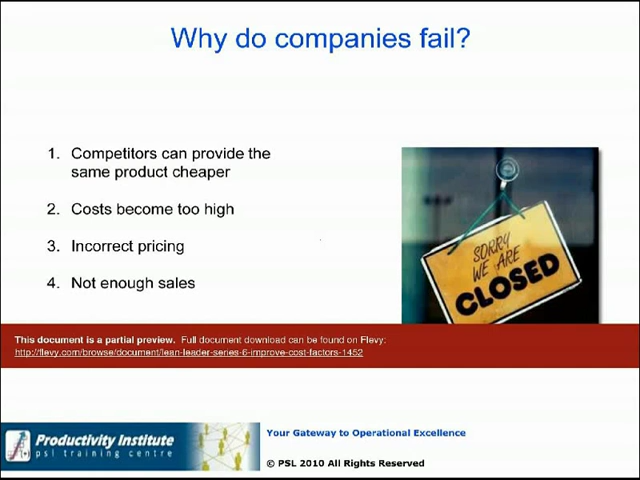 Why do companies fail?
1. Competitors can provide the
same product cheaper
2. Costs become too high
3. Incorrect pricing
4. Not enough sales
SORRY
WE ARE
CLOSED
This document is a partial preview. Full document download can be found on Flevy:
http://flevy.com/browse/document/lean-leader-series-6-improve-cost-factors-1452
Productivity Institute
psl training centre
Your Gateway to Operational Excellence
© PSL 2010 All Rights Reserved